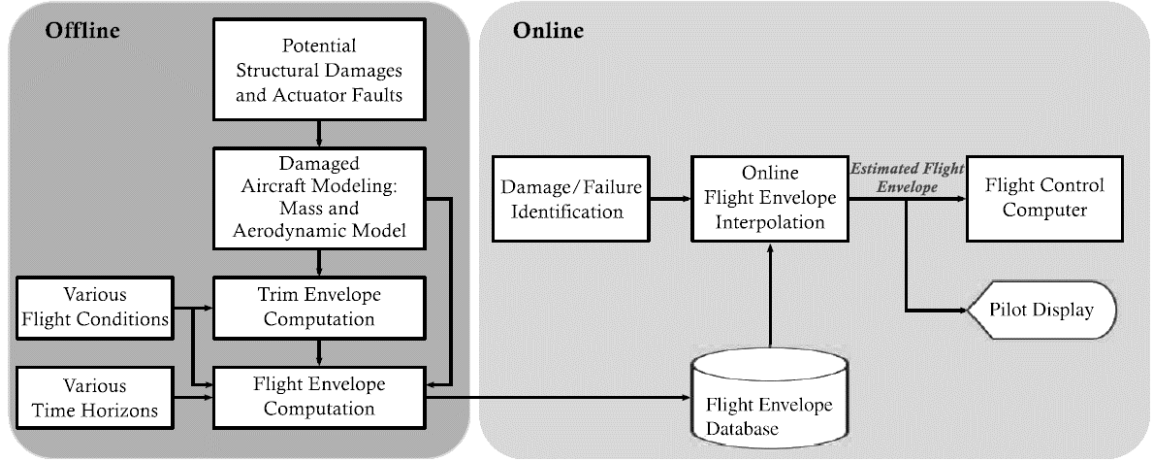 Offline
Potential
Structural Damages
and Actuator Faults
Damaged
Aircraft Modeling:
Mass and
Aerodynamic Model
Various
Flight Conditions
Trim Envelope
Computation
Various
Time Horizons
Flight Envelope
Computation
Online
Damage/Failure
Identification
Online
Flight Envelope
Interpolation
Estimated Flight
Envelope
Flight Control
Computer
Pilot Display
Flight Envelope
Database